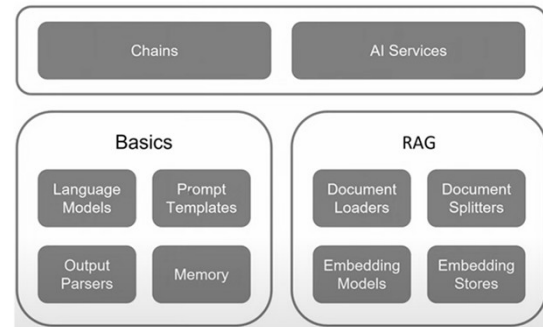 Chains
AI Services
Basics
Language
Models
Prompt
Templates
Output
Parsers
Memory
RAG
Document
Loaders
Document
Splitters
Embedding
Models
Embedding
Stores